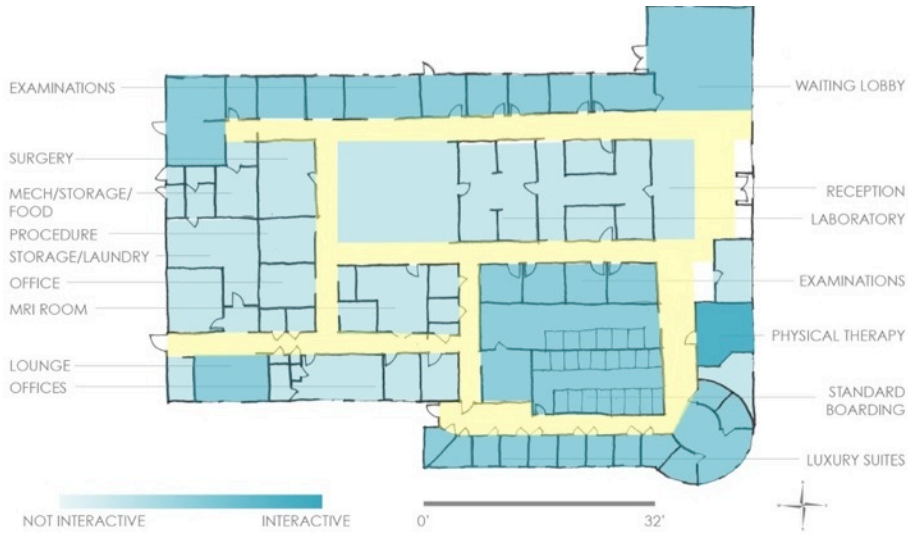 EXAMINATIONS
SURGERY
MECH/STORAGE/
FOOD
PROCEDURE
STORAGE/LAUNDRY
OFFICE
MRI ROOM
LOUNGE
OFFICES
WAITING LOBBY
RECEPTION
LABORATORY
EXAMINATIONS
PHYSICAL THERAPY
STANDARD
BOARDING
LUXURY SUITES
NOT INTERACTIVE
INTERACTIVE
0'
32'